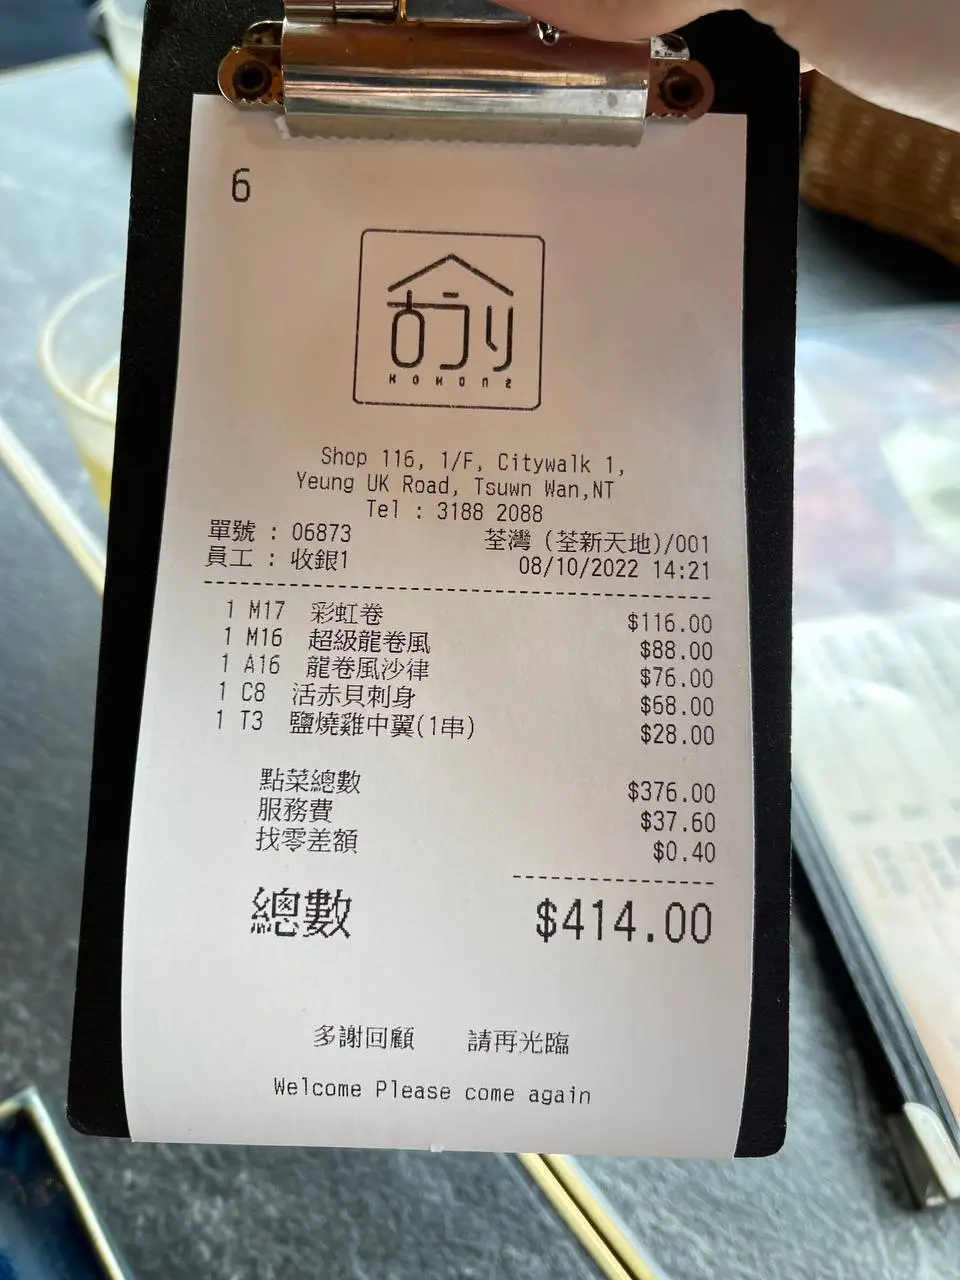 6
古うり
KOKONE
Shop 116, 1/F, Citywalk 1,
Yeung UK Road, Tsuwn Wan,NT
Tel : 3188 2088
單號 : 06873 荃灣 (荃新天地)/001
員工 : 收銀1 08/10/2022 14:21
1 M17 彩虹卷 $116.00
1 M16 超級龍卷風 $88.00
1 A16 龍卷風沙律 $76.00
1 C8 活赤貝刺身 $68.00
1 T3 鹽燒雞中翼(1串) $28.00
點菜總數 $376.00
服務費 $37.60
找零差額 $0.40
總數 $414.00
多謝回顧 請再光臨
Welcome Please come again